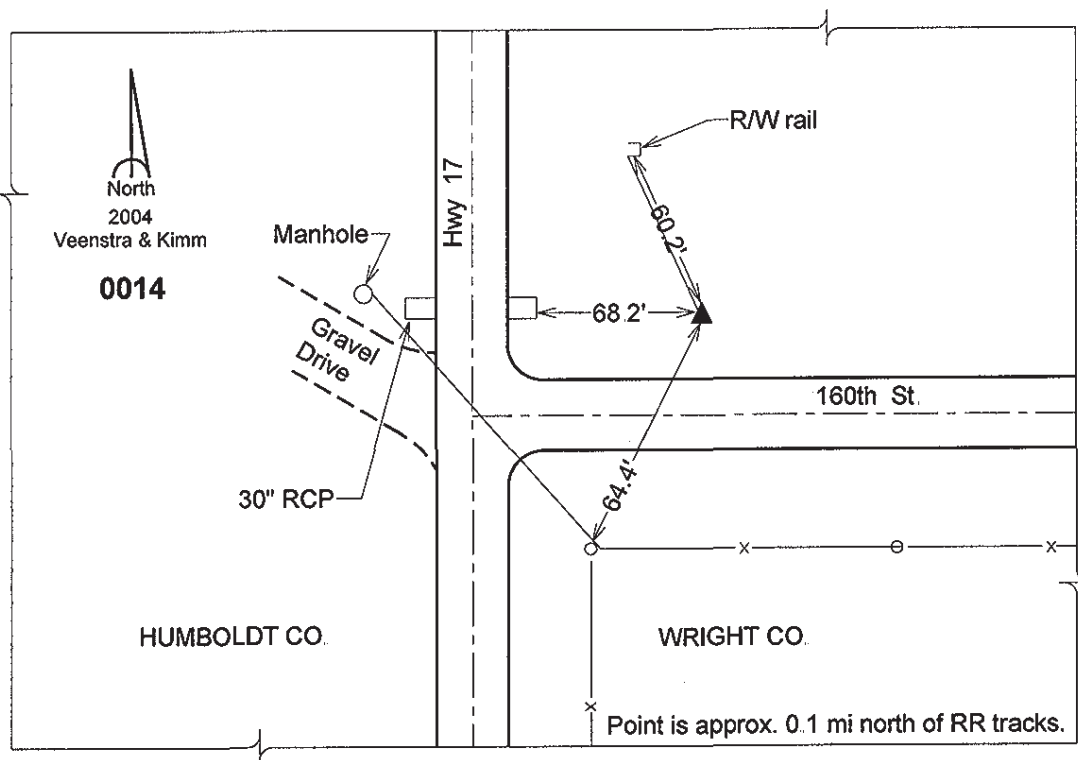 R/W rail
North
2004
Veenstra & Kimm
0014
Hwy 17
Manhole
60.2'
68.2'
Gravel
Drive
160th St.
30" RCP
64.4'
x
x
HUMBOLDT CO.
WRIGHT CO.
x
Point is approx. 0.1 mi north of RR tracks.